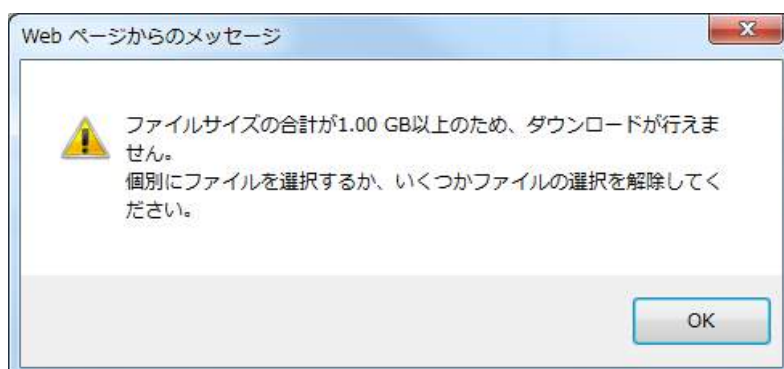 Web ページからのメッセージ
ファイルサイズの合計が1.00 GB以上のため、ダウンロードが行えま
せん。
個別にファイルを選択するか、いくつかファイルの選択を解除してく
ださい。
OK